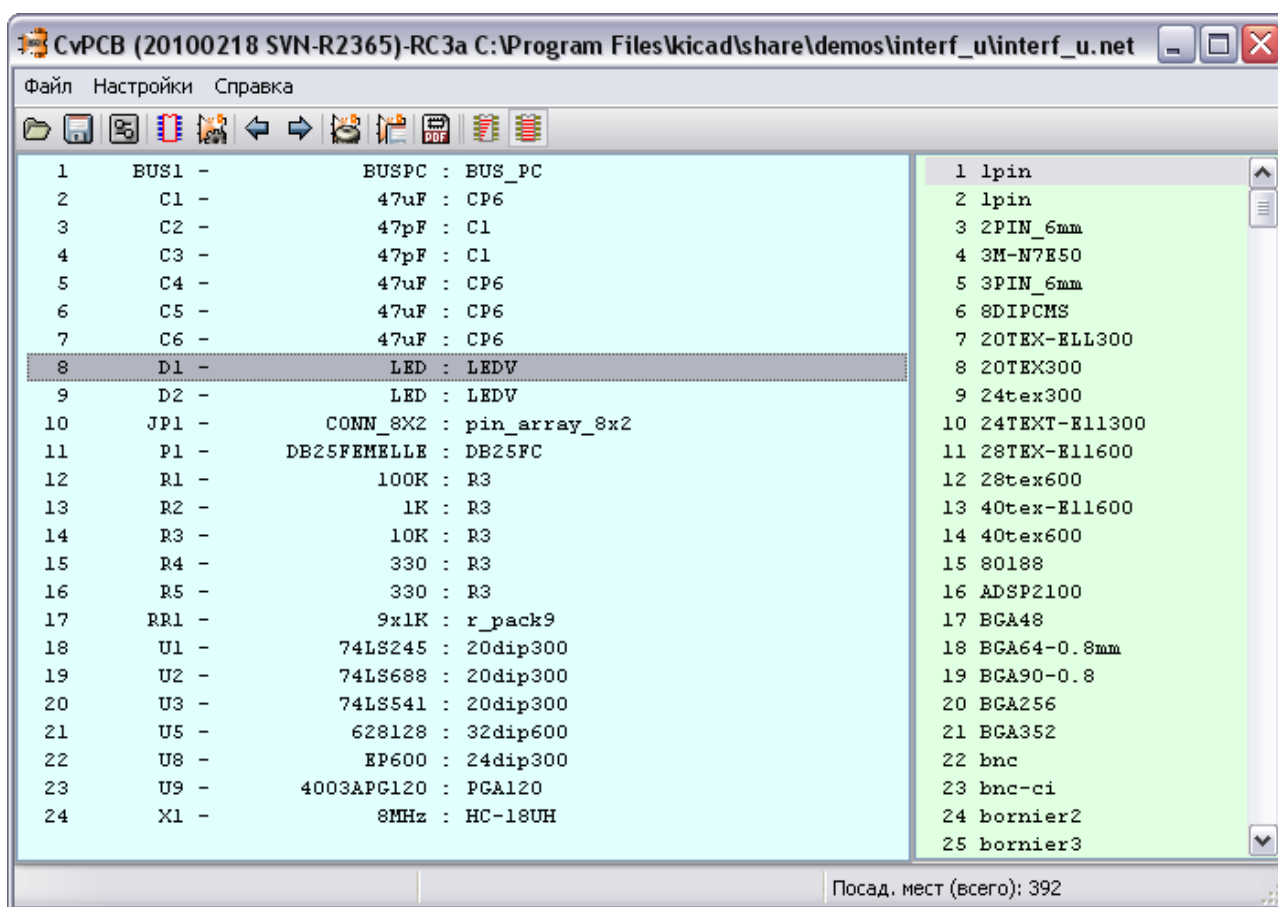 CvPCB (20100218 SVN-R2365)-RC3a C:\Program Files\kicad\share\demos\interf_u\interf_u.net
Файл Настройки Справка
PDF
1 BUS1 - BUSPC : BUS_PC
2 C1 - 47uF : CP6
3 C2 - 47pF : C1
4 C3 - 47pF : C1
5 C4 - 47uF : CP6
6 C5 - 47uF : CP6
7 C6 - 47uF : CP6
8 D1 - LED : LEDV
9 D2 - LED : LEDV
10 JP1 - CONN_8X2 : pin_array_8x2
11 P1 - DB25FEMELLE : DB25FC
12 R1 - 100K : R3
13 R2 - 1K : R3
14 R3 - 10K : R3
15 R4 - 330 : R3
16 R5 - 330 : R3
17 RR1 - 9x1K : r_pack9
18 U1 - 74LS245 : 20dip300
19 U2 - 74LS688 : 20dip300
20 U3 - 74LS541 : 20dip300
21 U5 - 628128 : 32dip600
22 U8 - EP600 : 24dip300
23 U9 - 4003APG120 : PGA120
24 X1 - 8MHz : HC-18UH
1 1pin
2 1pin
3 2PIN_6mm
4 3M-N7E50
5 3PIN_6mm
6 8DIPCMS
7 20TEX-ELL300
8 20TEX300
9 24tex300
10 24TEXT-Ell300
11 28TEX-Ell600
12 28tex600
13 40tex-Ell600
14 40tex600
15 80188
16 ADSP2100
17 BGA48
18 BGA64-0.8mm
19 BGA90-0.8
20 BGA256
21 BGA352
22 bnc
23 bnc-ci
24 bornier2
25 bornier3
Посад. мест (всего): 392